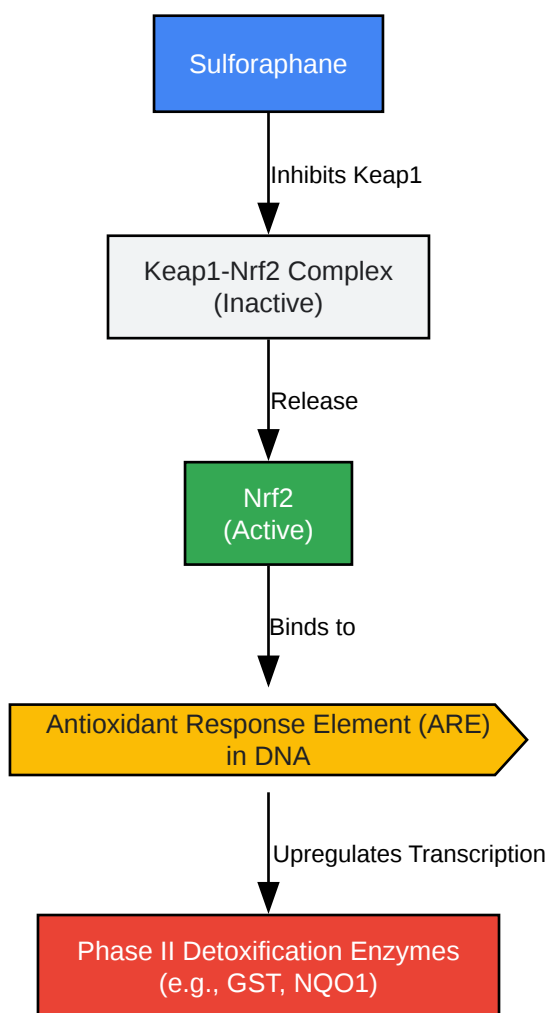 Sulforaphane
Inhibits Keap1
Keap1-Nrf2 Complex
(Inactive)
Release
Nrf2
(Active)
Binds to
Antioxidant Response Element (ARE)
in DNA
Upregulates Transcription
Phase II Detoxification Enzymes
(e.g., GST, NQO1)